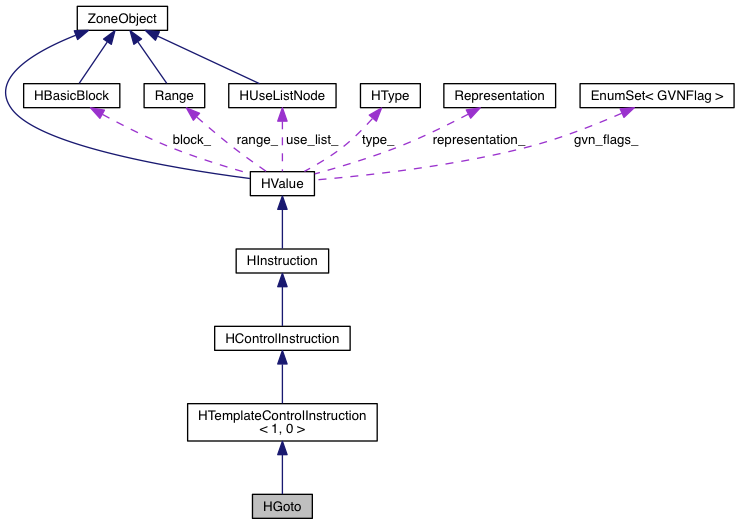 ZoneObject
HBasicBlock
Range
HUseListNode
HType
Representation
EnumSet< GVNFlag >
block_
range_
use_list_
type_
representation_
gvn_flags_
HValue
HInstruction
HControlInstruction
HTemplateControlInstruction
< 1, 0 >
HGoto